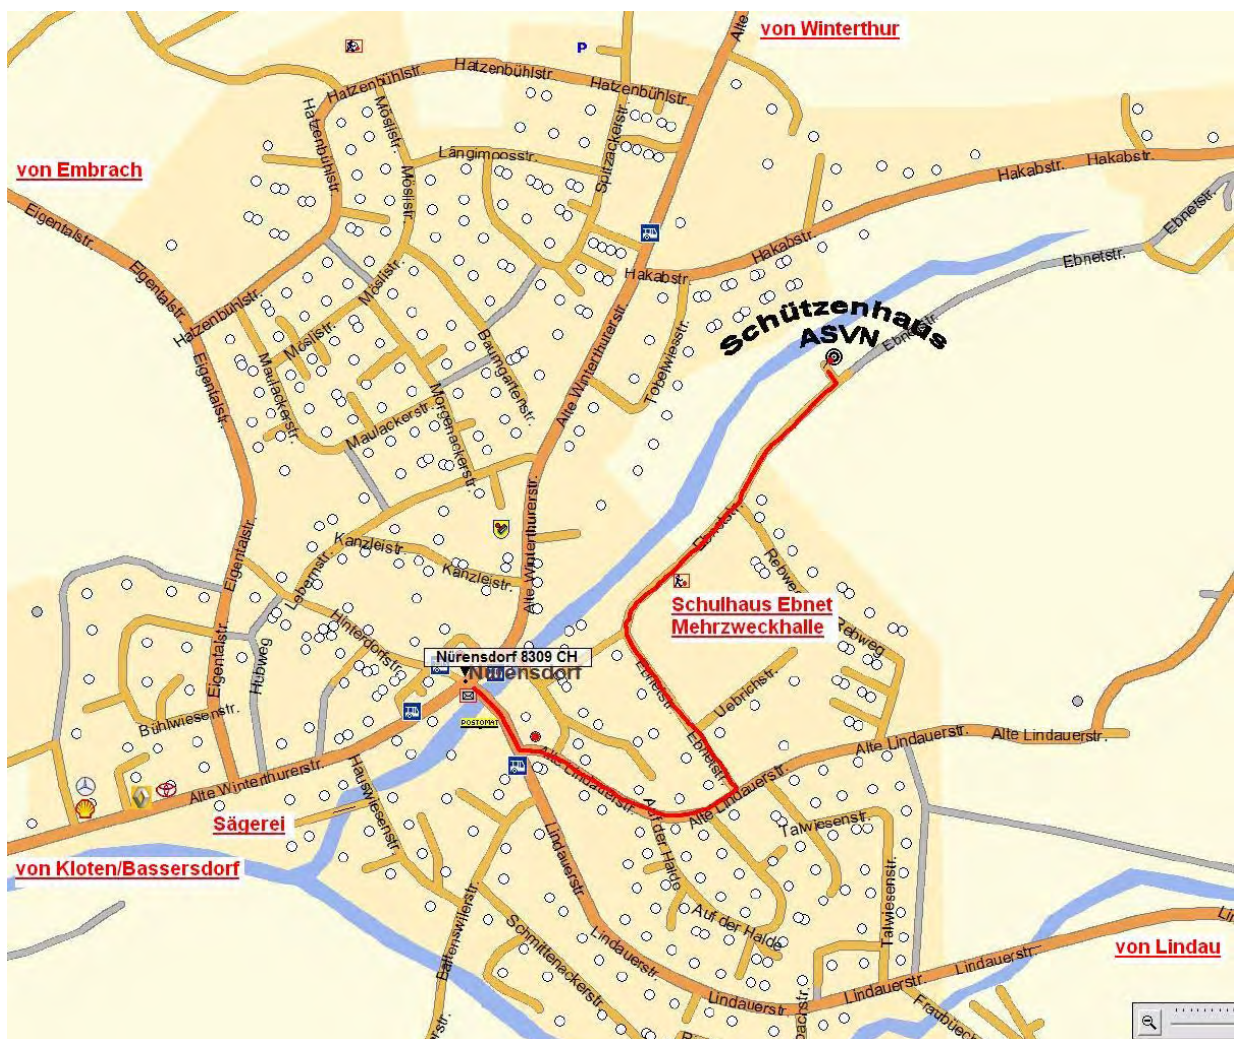 von Winterthur
Alte
P
Hatzenbühlstr.
Hatzenbühlstr.
Hatzenbühlstr.
Hatzenbühlstr.
Möslistr.
Längimoosstr.
Spitzackerstr.
Hakabstr.
Hakabstr.
von Embrach
Möslistr.
Eigentalstr.
Ebnetstr.
Hakabstr.
Ebnetstr.
Eigentalstr.
Möslistr.
Hakabstr.
Hatzenbühlstr.
Schützenhaus
ASVN
Ebnetstr.
Möslistr.
Baumgartenstr.
Alte Winterthurerstr.
Tobelwiesstr.
Eigentalstr.
Maulackerstr.
Maulackerstr.
Morgenackerstr.
Alte Winterthurerstr.
Ebnetstr.
Eigentalstr.
Kanzleistr.
Kanzleistr.
Lebernstr.
Rebweg
Schulhaus Ebnet
Mehrzweckhalle
Rebweg
Hinterdorfstr.
Hubweg
Eigentalstr.
Nürensdorf 8309 CH
Nürensdorf
Ebnetstr.
Uebrichstr.
Bühlwiesenstr.
POSTOMAT
Ebnetstr.
Alte Lindauerstr.
Alte Lindauerstr.
Alte Winterthurerstr.
Hauswiesenstr.
Alte Lindauerstr.
Auf der Halde
Alte Lindauerstr.
Talwiesenstr.
Sägerei
von Kloten/Bassersdorf
Lindauerstr.
Talwiesenstr.
Auf der Halde
Baltenswilerstr.
Schmittenackerstr.
Lindauerstr.
von Lindau
Lindauerstr.
Lindauerstr.
Lindauerstr.